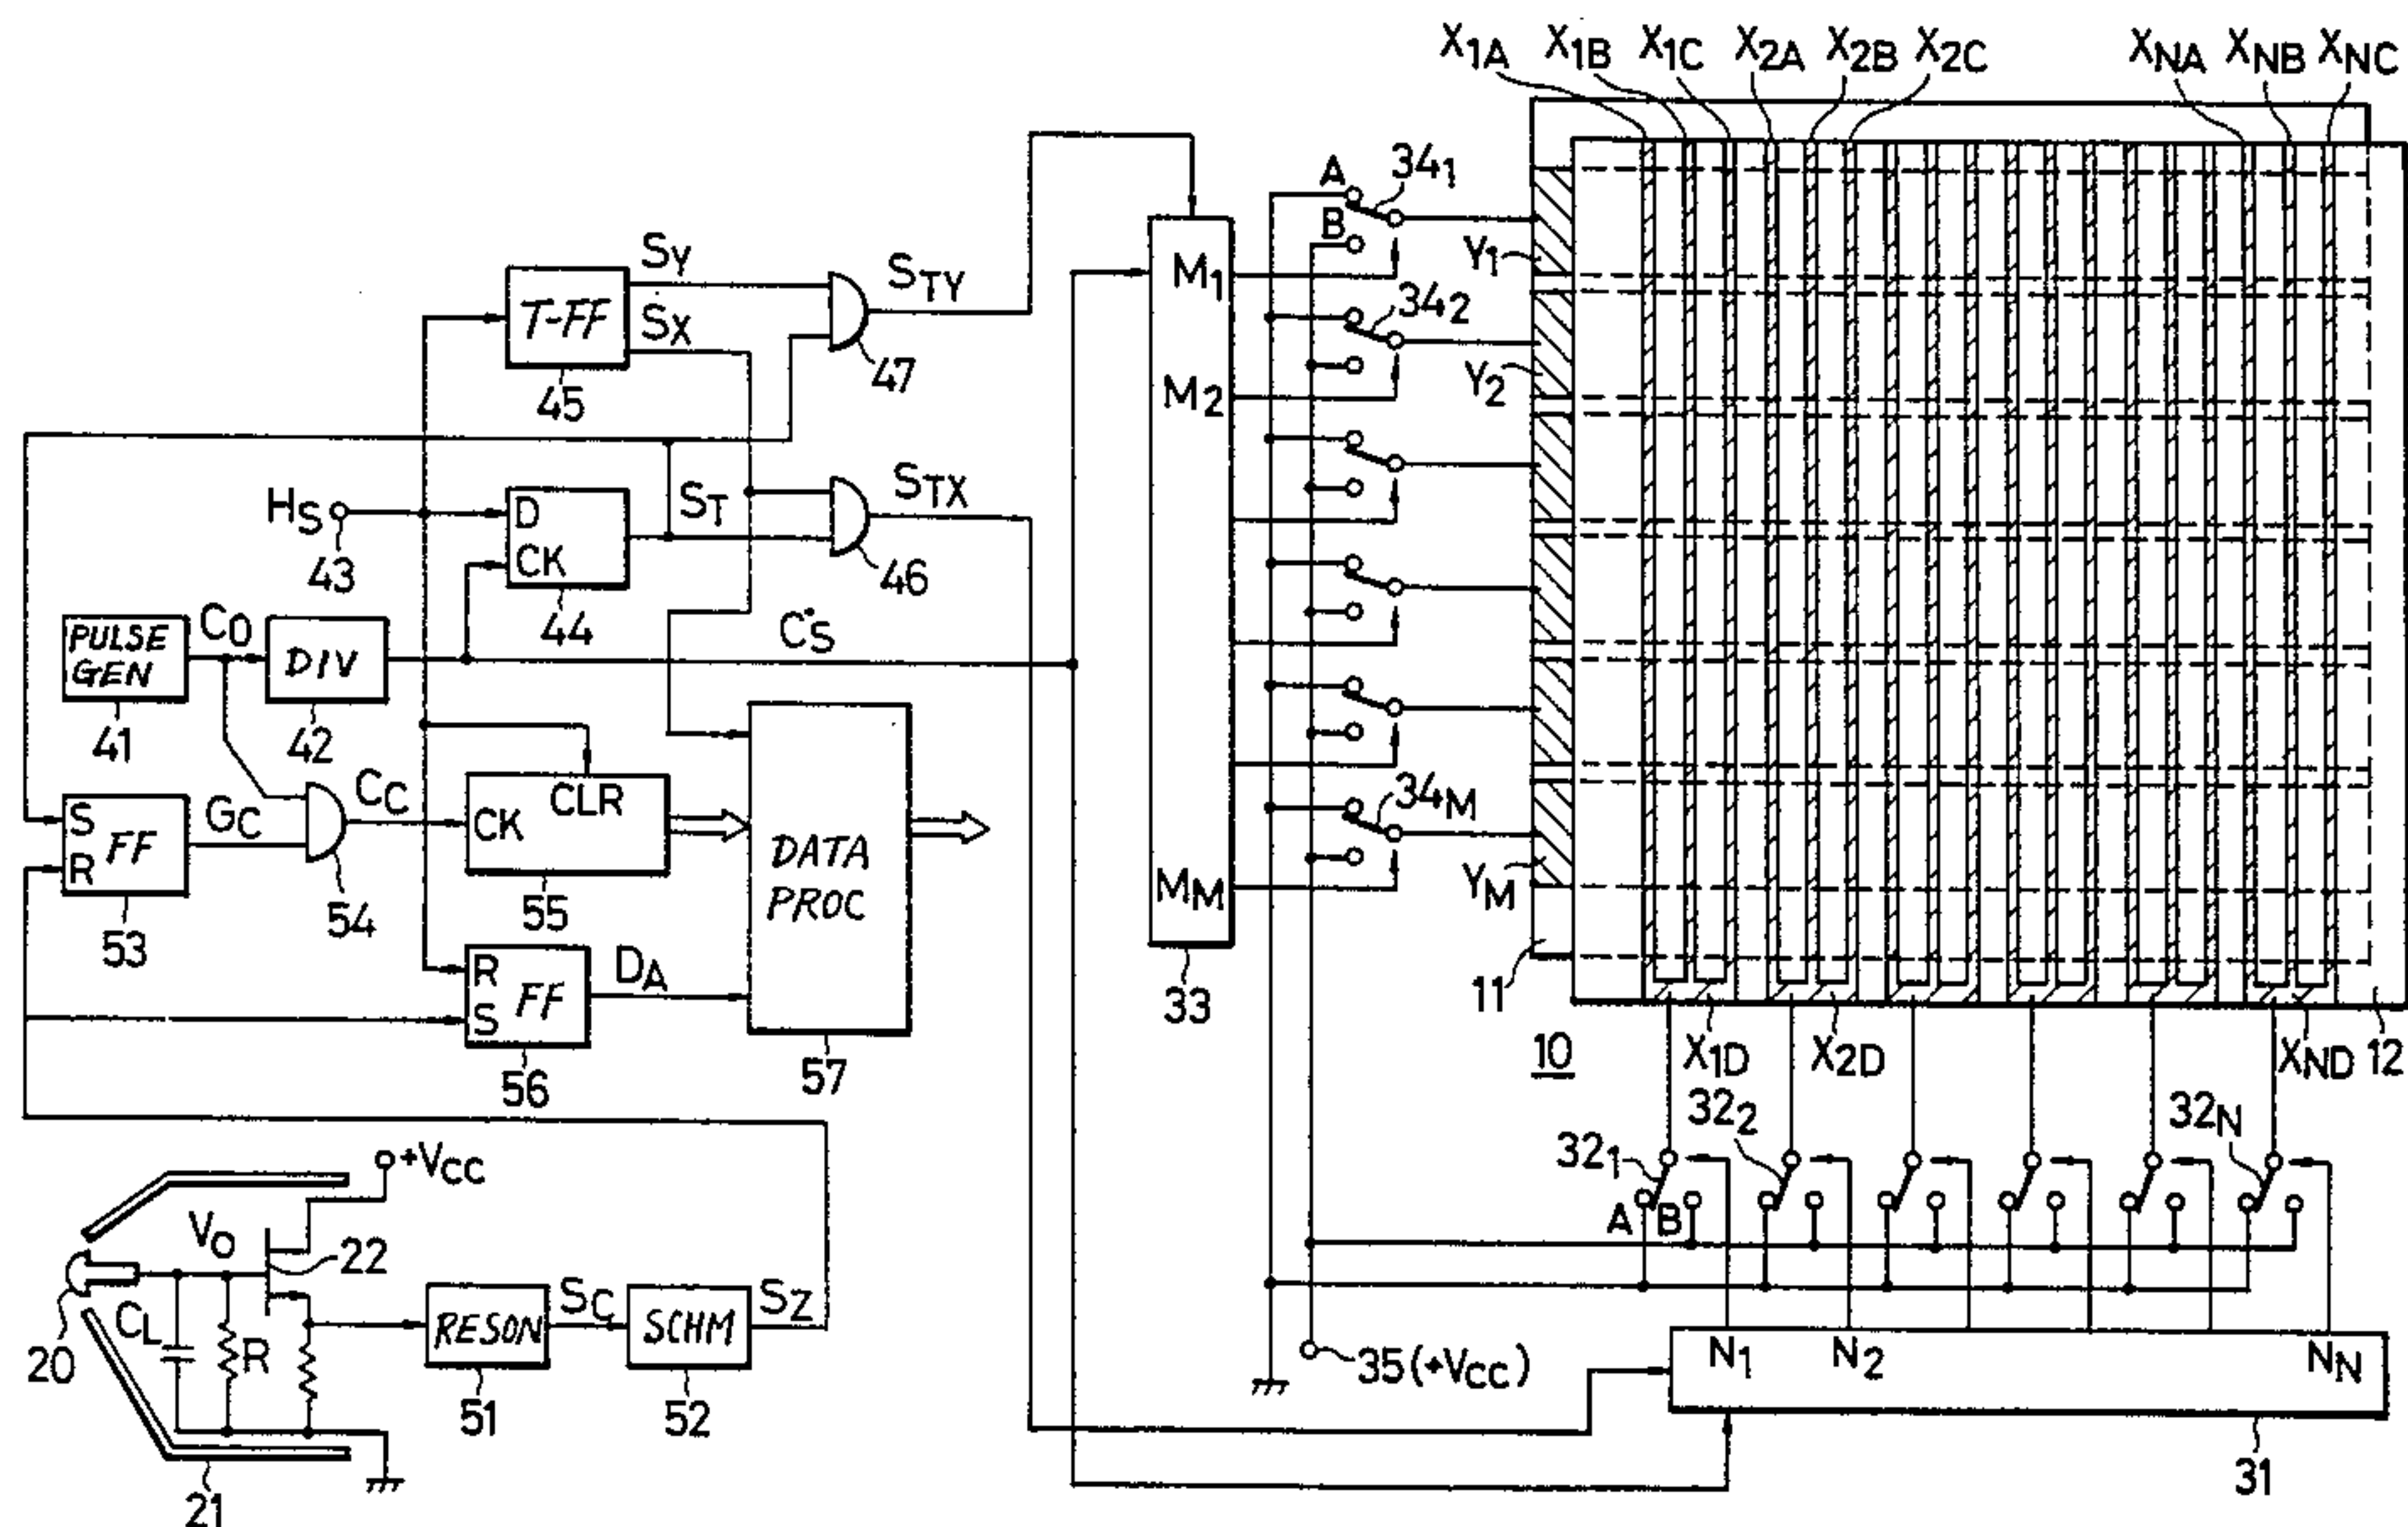 X1A X1B X1C X2A X2B X2C XNA XNB XNC
A 341
B
SY STY M1 Y1
T-FF SX 342
45 47 M2 Y2
HS D ST STX
43 CK 46
44
PULSE GEN C0 DIV CS
41 42
S FF GC CC CK CLR DATA PROC 34M
R 54 55 MM YM
53
R FF DA 33 11
S
56 57 10 X1D X2D XND 12
321 322 32N
+VCC A B
V0 22
20 CL R RESON SC SCHM SZ 35(+VCC) N1 N2 NN
51 52
21 31